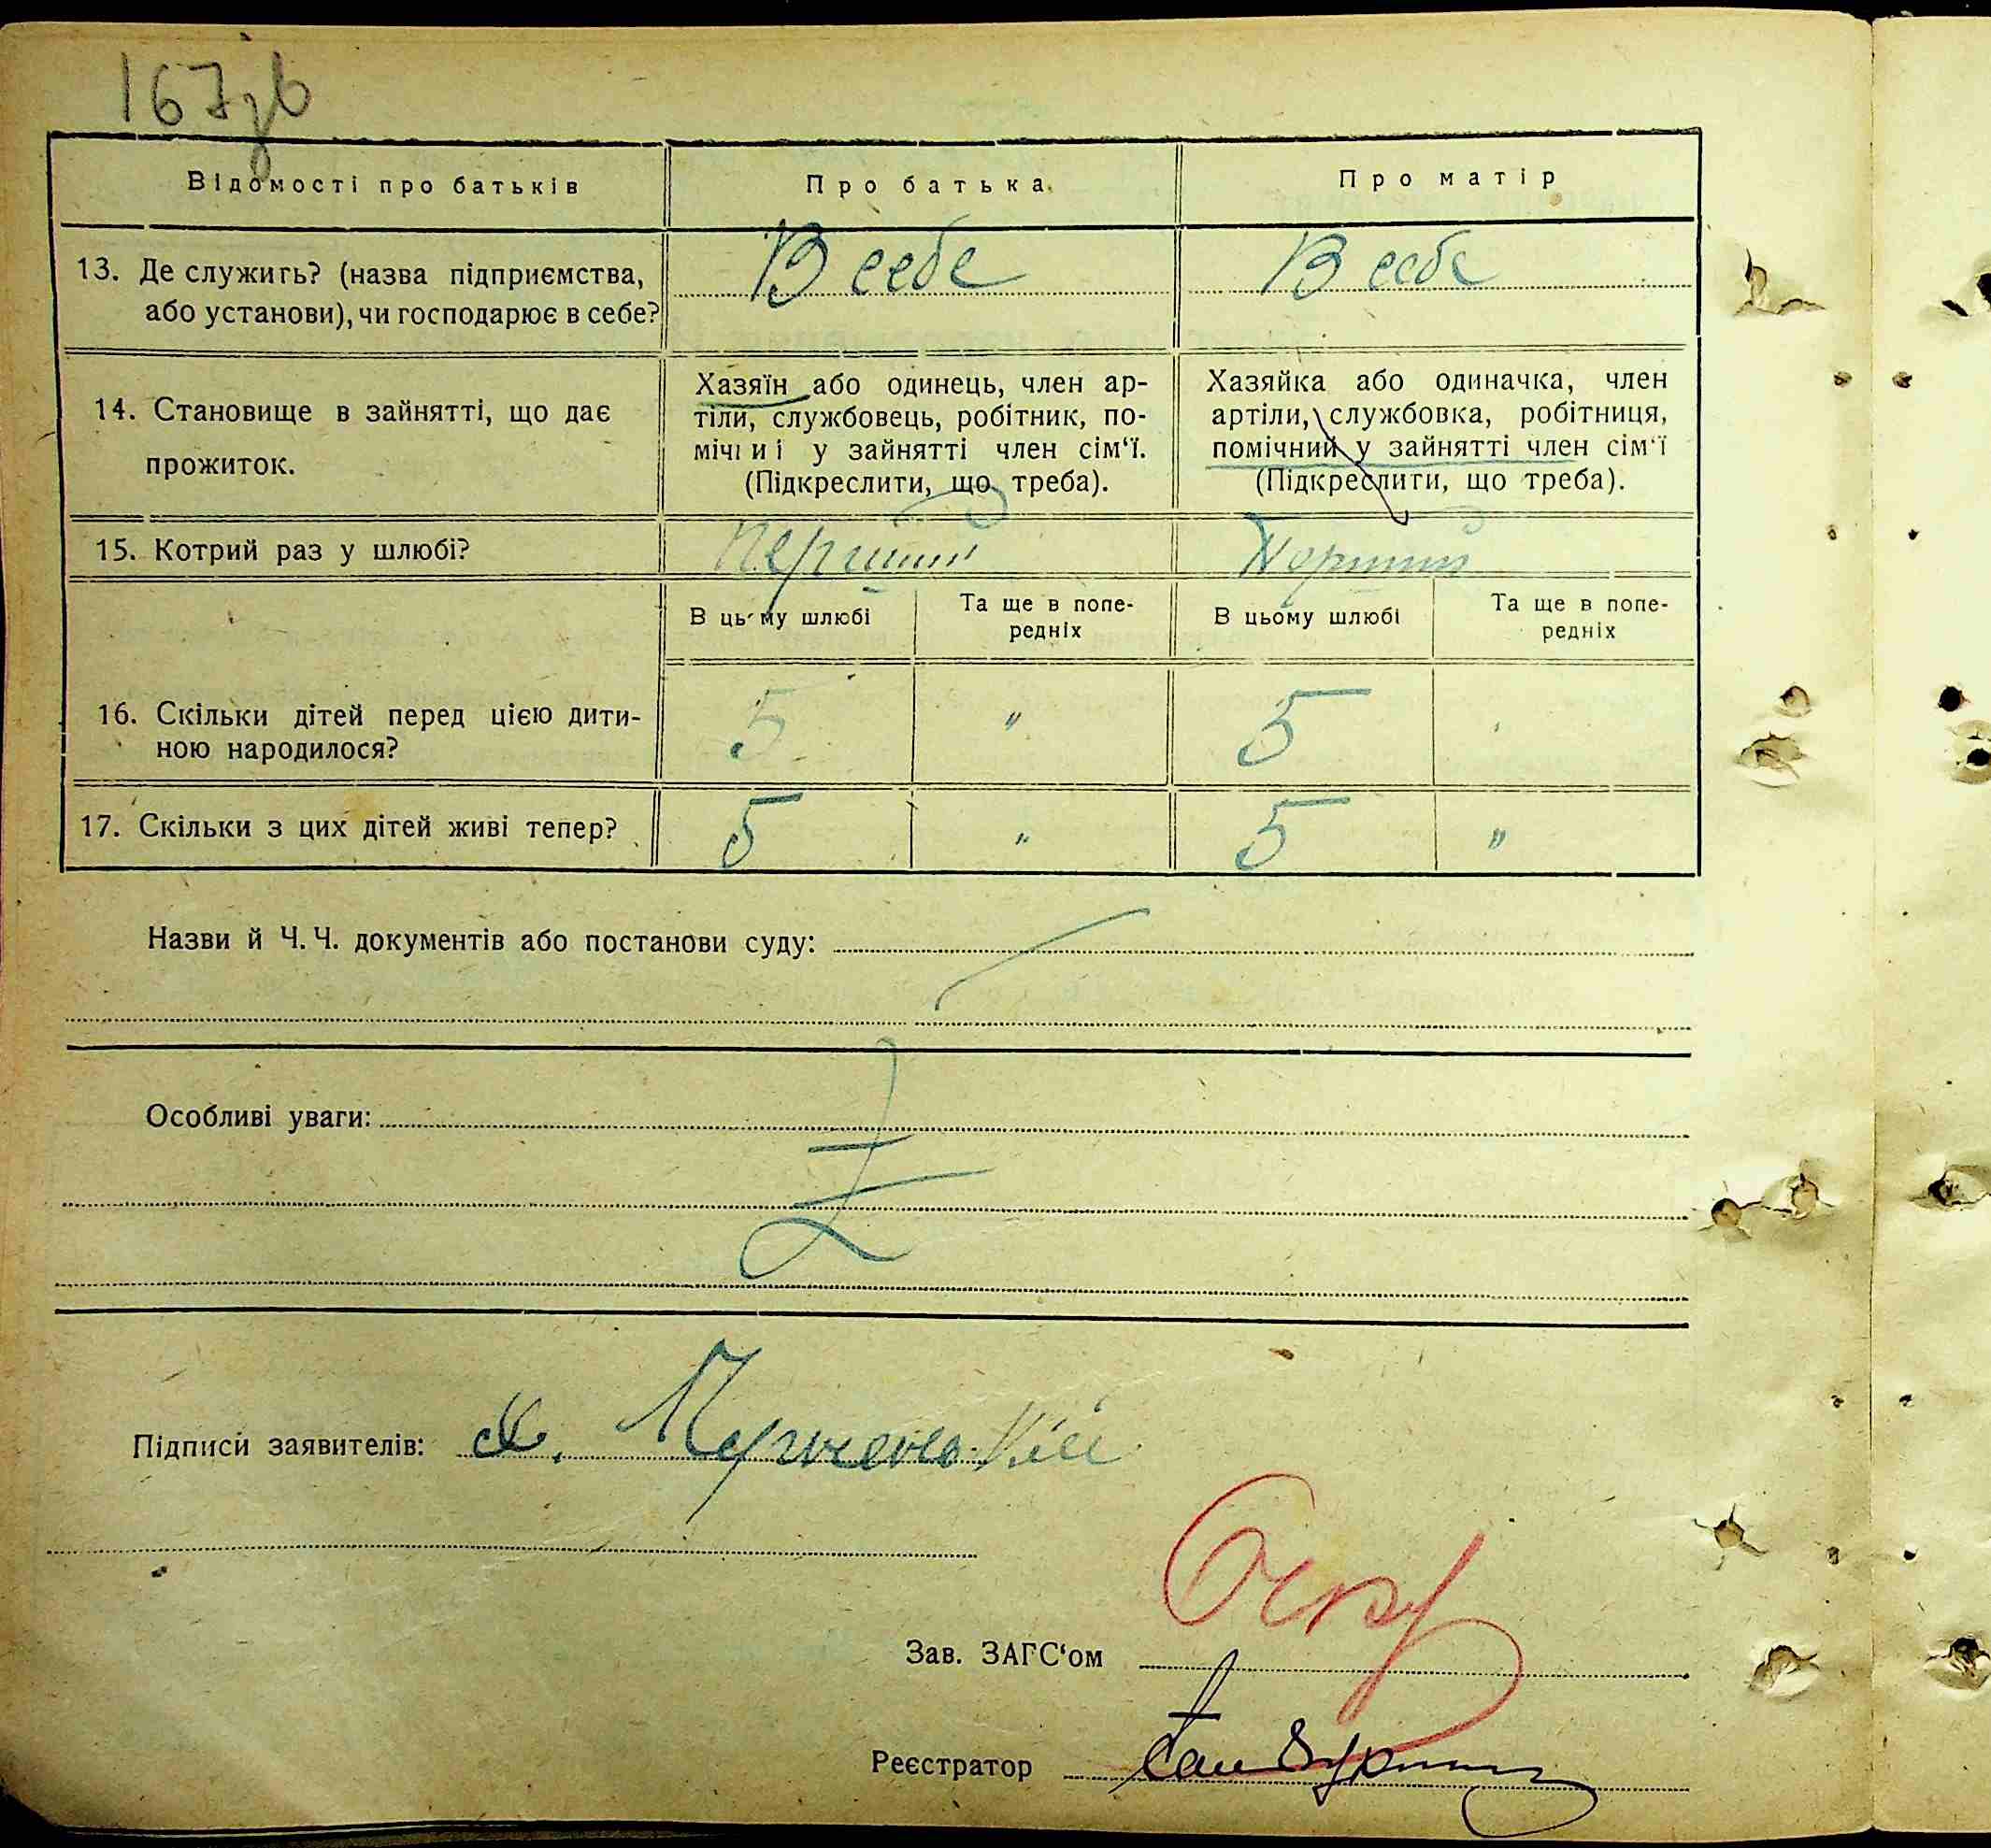 167зв
Відомості про батьків
Про батька
Про матір
13. Де служить? (назва підприємства,
або установи), чи господарює в себе?
В себе
В себе
14. Становище в зайнятті, що дає
прожиток.
Хазяїн або одинець, член ар-
тіли, службовець, робітник, по-
мічний у зайнятті член сім'ї.
(Підкреслити, що треба).
Хазяйка або одиначка, член
артіли, службовка, робітниця,
помічний у зайнятті член сім'ї
(Підкреслити, що треба).
15. Котрий раз у шлюбі?
Перший
Перший
В цьому шлюбі
Та ще в попе-
редніх
В цьому шлюбі
Та ще в попе-
редніх
16. Скільки дітей перед цією дити-
ною народилося?
5 " 5
17. Скільки з цих дітей живі тепер?
5 " 5 "
Назви й Ч. Ч. документів або постанови суду:
Особливі уваги:
Підписи заявителів:
Зав. ЗАГС'ом
Реєстратор